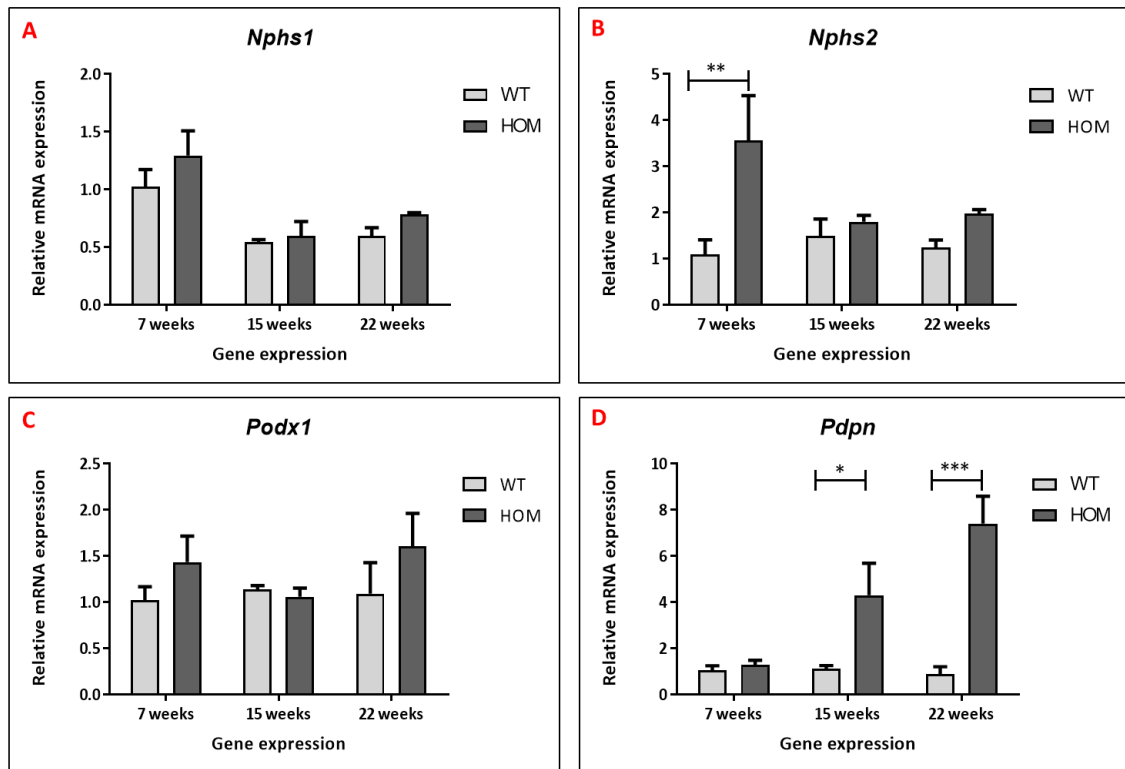 A
Nphs1
Relative mRNA expression
2.0
1.5
1.0
0.5
0.0
7 weeks 15 weeks 22 weeks
Gene expression
WT
HOM
B
Nphs2
Relative mRNA expression
5
4
3
2
1
0
**
7 weeks 15 weeks 22 weeks
Gene expression
WT
HOM
C
Podx1
Relative mRNA expression
2.5
2.0
1.5
1.0
0.5
0.0
7 weeks 15 weeks 22 weeks
Gene expression
WT
HOM
D
Pdpn
Relative mRNA expression
10
8
6
4
2
0
* ***
7 weeks 15 weeks 22 weeks
Gene expression
WT
HOM